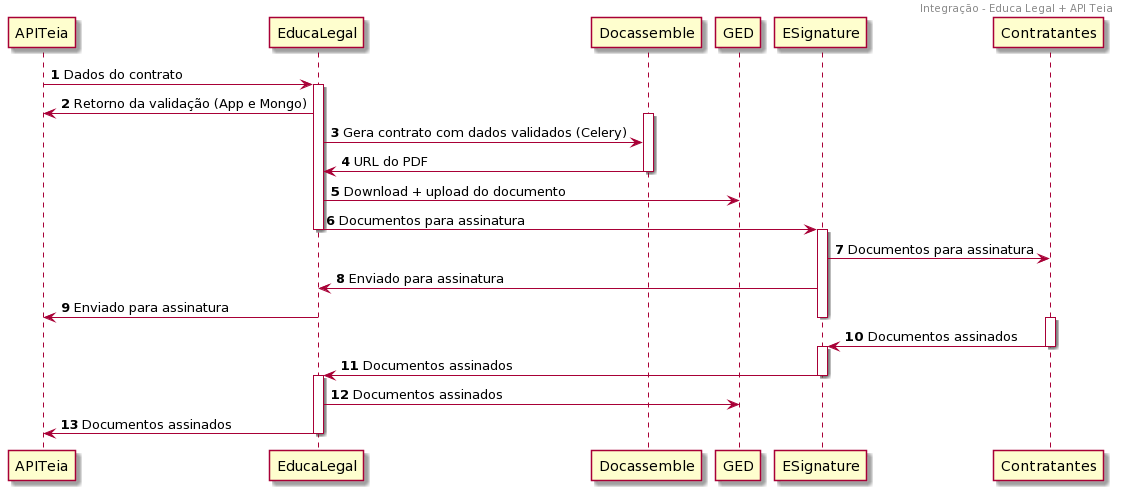 Integração - Educa Legal + API Teia
APITeia EducaLegal Docassemble GED ESignature Contratantes
1 Dados do contrato
2 Retorno da validação (App e Mongo)
3 Gera contrato com dados validados (Celery)
4 URL do PDF
5 Download + upload do documento
6 Documentos para assinatura
7 Documentos para assinatura
8 Enviado para assinatura
9 Enviado para assinatura
10 Documentos assinados
11 Documentos assinados
12 Documentos assinados
13 Documentos assinados
APITeia EducaLegal Docassemble GED ESignature Contratantes